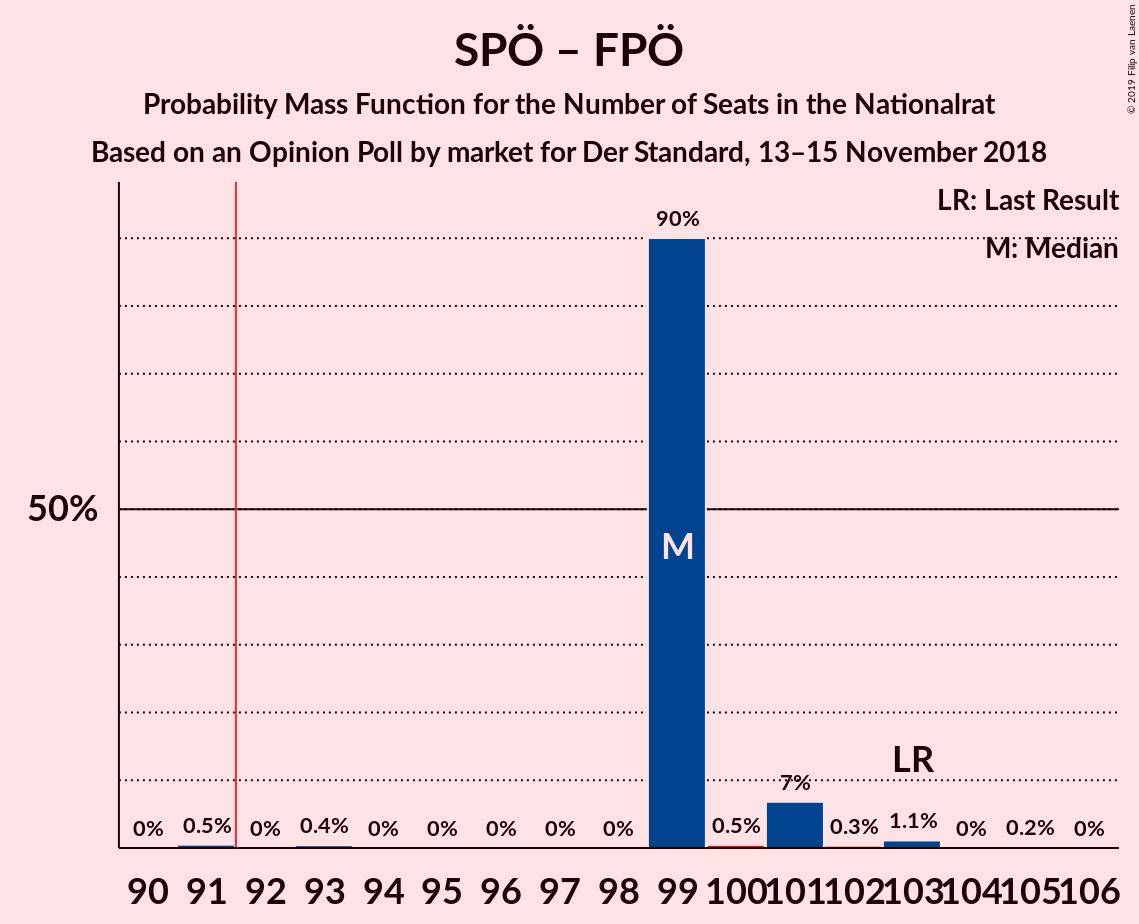 SPÖ – FPÖ
Probability Mass Function for the Number of Seats in the Nationalrat
Based on an Opinion Poll by market for Der Standard, 13–15 November 2018
© 2019 Filip van Laenen
LR: Last Result
M: Median
90%
50%
M
LR
7%
0% 0.5% 0% 0.4% 0% 0% 0% 0% 0% 0.5% 0.3% 1.1% 0% 0.2% 0%
90 91 92 93 94 95 96 97 98 99 100 101 102 103 104 105 106